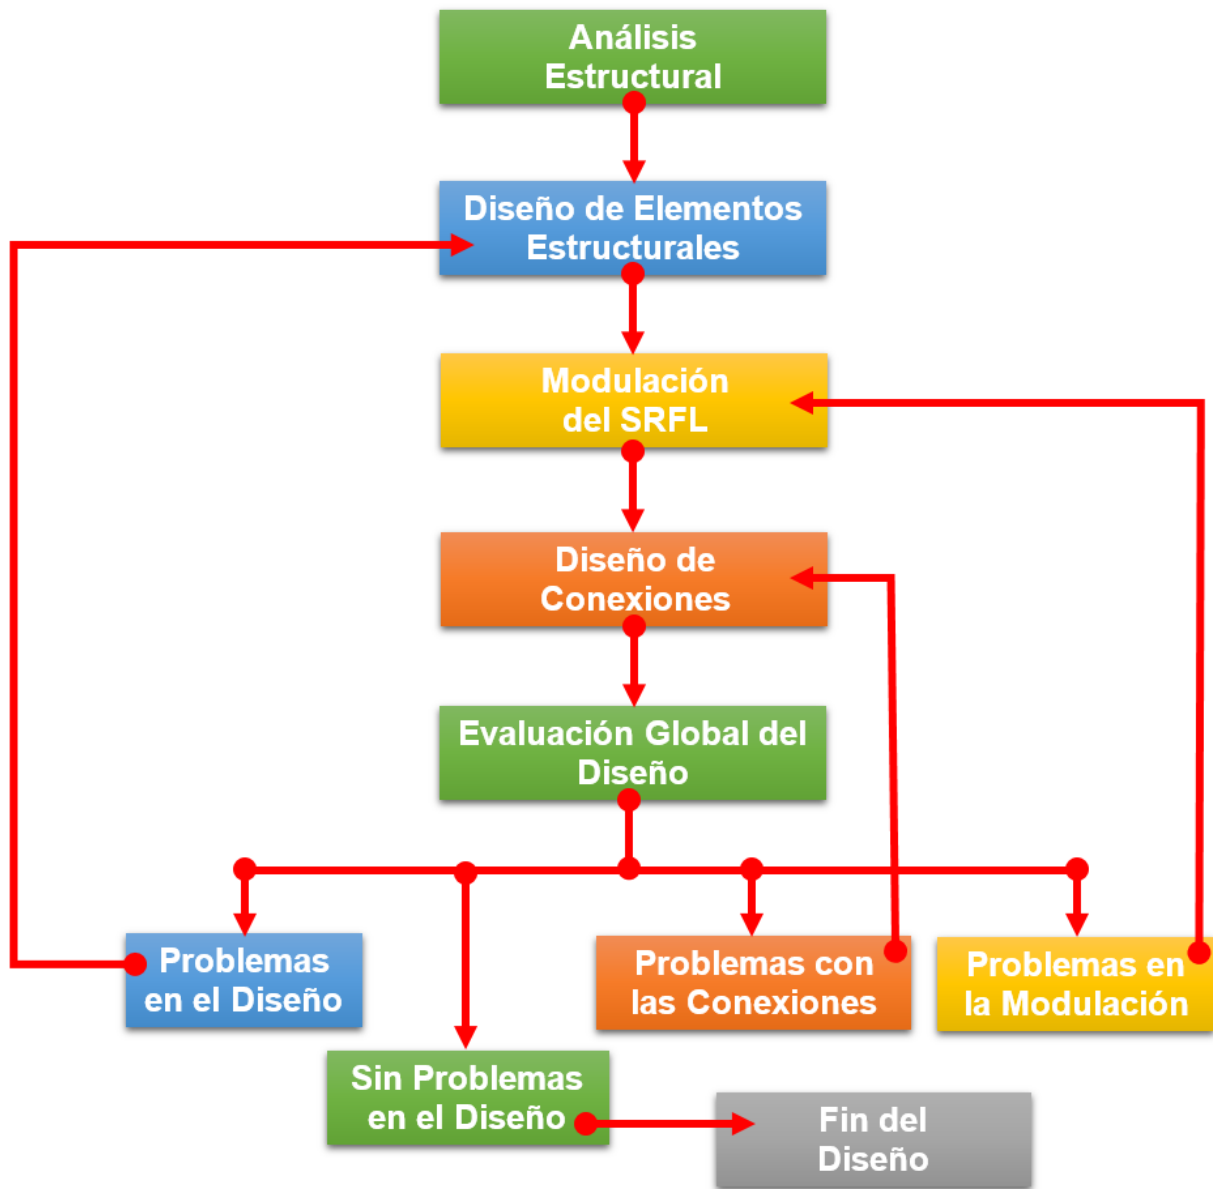 Análisis
Estructural
Diseño de Elementos
Estructurales
Modulación
del SRFL
Diseño de
Conexiones
Evaluación Global del
Diseño
Problemas
en el Diseño
Problemas con
las Conexiones
Problemas en
la Modulación
Sin Problemas
en el Diseño
Fin del
Diseño